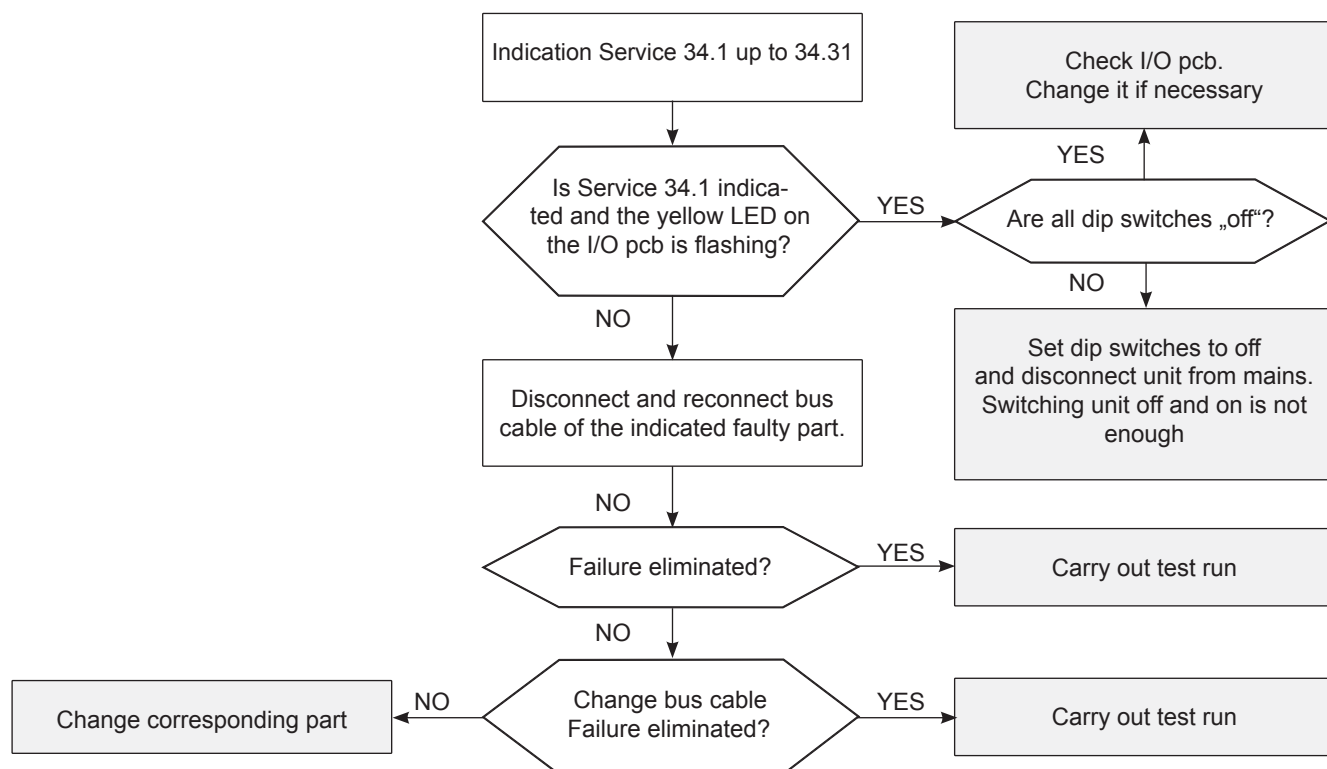 Indication Service 34.1 up to 34.31
Check I/O pcb.
Change it if necessary
YES
Is Service 34.1 indica-
ted and the yellow LED on
the I/O pcb is flashing?
YES
Are all dip switches „off“?
NO
NO
Set dip switches to off
and disconnect unit from mains.
Switching unit off and on is not
enough
Disconnect and reconnect bus
cable of the indicated faulty part.
NO
Failure eliminated?
YES
Carry out test run
NO
Change bus cable
Failure eliminated?
NO
Change corresponding part
YES
Carry out test run